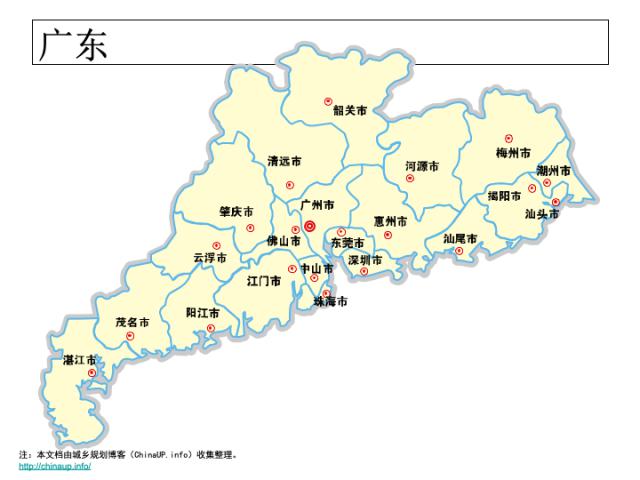 广东
韶关市
梅州市
潮州市
清远市
河源市
揭阳市
广州市
肇庆市
汕头市
惠州市
佛山市
东莞市
汕尾市
云浮市
深圳市
中山市
江门市
珠海市
阳江市
茂名市
湛江市
注：本文档由城乡规划博客（ChinaUP.info）收集整理。
http://chinaup.info/